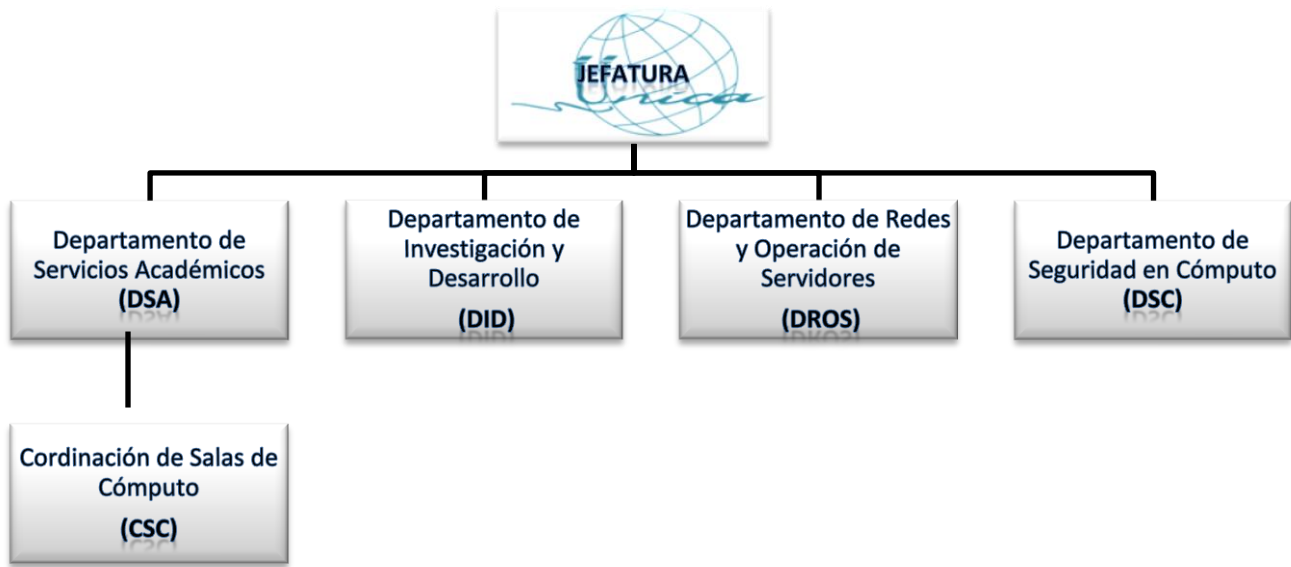 JEFATURA
Única
Departamento de
Servicios Académicos
(DSA)
Departamento de
Investigación y
Desarrollo
(DID)
Departamento de Redes
y Operación de
Servidores
(DROS)
Departamento de
Seguridad en Cómputo
(DSC)
Cordinación de Salas de
Cómputo
(CSC)